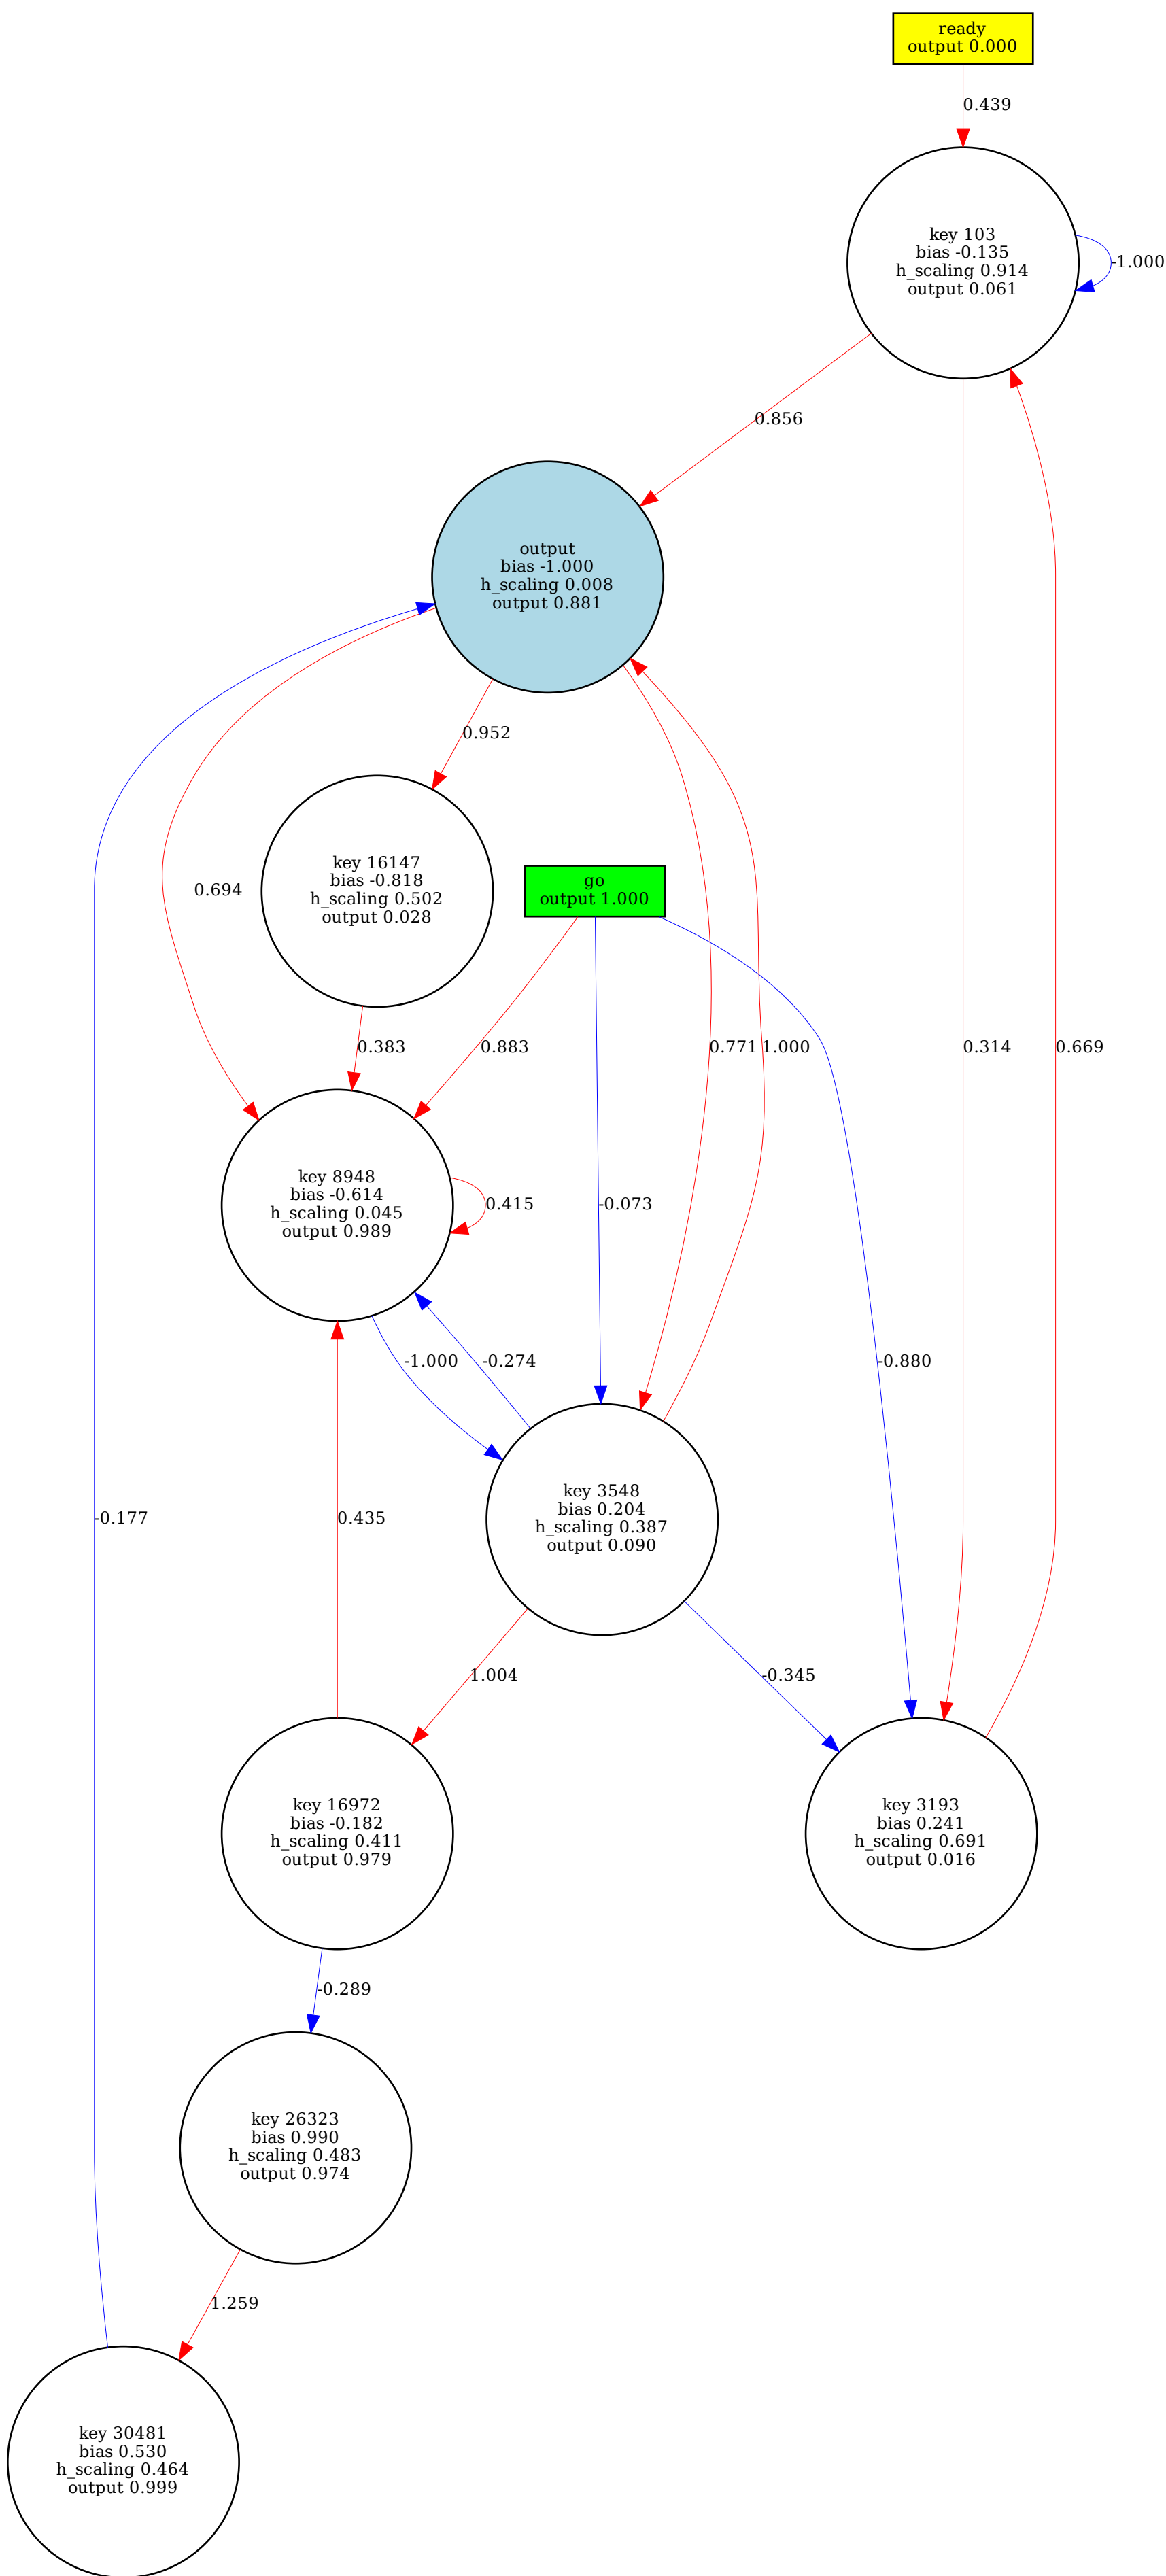 ready
output 0.000
0.439
key 103
bias -0.135
h_scaling 0.914
output 0.061
-1.000
0.856
output
bias -1.000
h_scaling 0.008
output 0.881
0.952
key 16147
bias -0.818
h_scaling 0.502
output 0.028
go
output 1.000
0.694
0.383
0.883
0.771
1.000
0.314
0.669
key 8948
bias -0.614
h_scaling 0.045
output 0.989
0.415
-0.073
-1.000
-0.274
-0.880
key 3548
bias 0.204
h_scaling 0.387
output 0.090
-0.177
0.435
1.004
-0.345
key 16972
bias -0.182
h_scaling 0.411
output 0.979
key 3193
bias 0.241
h_scaling 0.691
output 0.016
-0.289
key 26323
bias 0.990
h_scaling 0.483
output 0.974
1.259
key 30481
bias 0.530
h_scaling 0.464
output 0.999